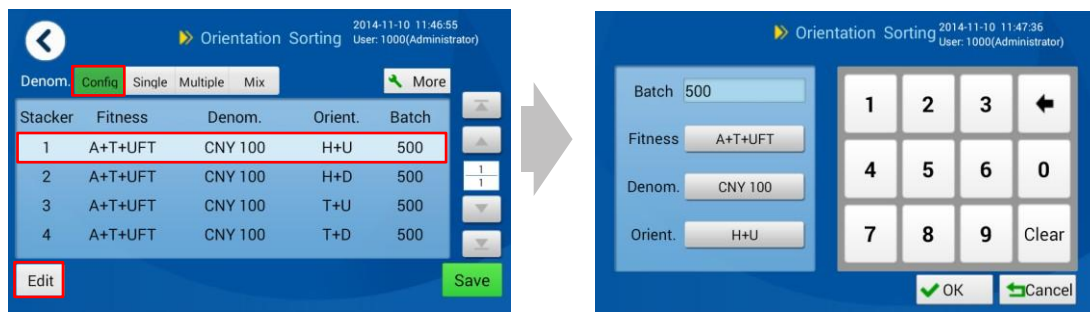 2014-11-10 11:46:55
Orientation Sorting User: 1000(Administrator)
Denom. Config Single Multiple Mix More
Stacker Fitness Denom. Orient. Batch
1 A+T+UFT CNY 100 H+U 500
2 A+T+UFT CNY 100 H+D 500
3 A+T+UFT CNY 100 T+U 500
4 A+T+UFT CNY 100 T+D 500
1
1
Edit Save
2014-11-10 11:47:36
Orientation Sorting User: 1000(Administrator)
Batch 500
Fitness A+T+UFT
Denom. CNY 100
Orient. H+U
1 2 3
4 5 6 0
7 8 9 Clear
OK Cancel